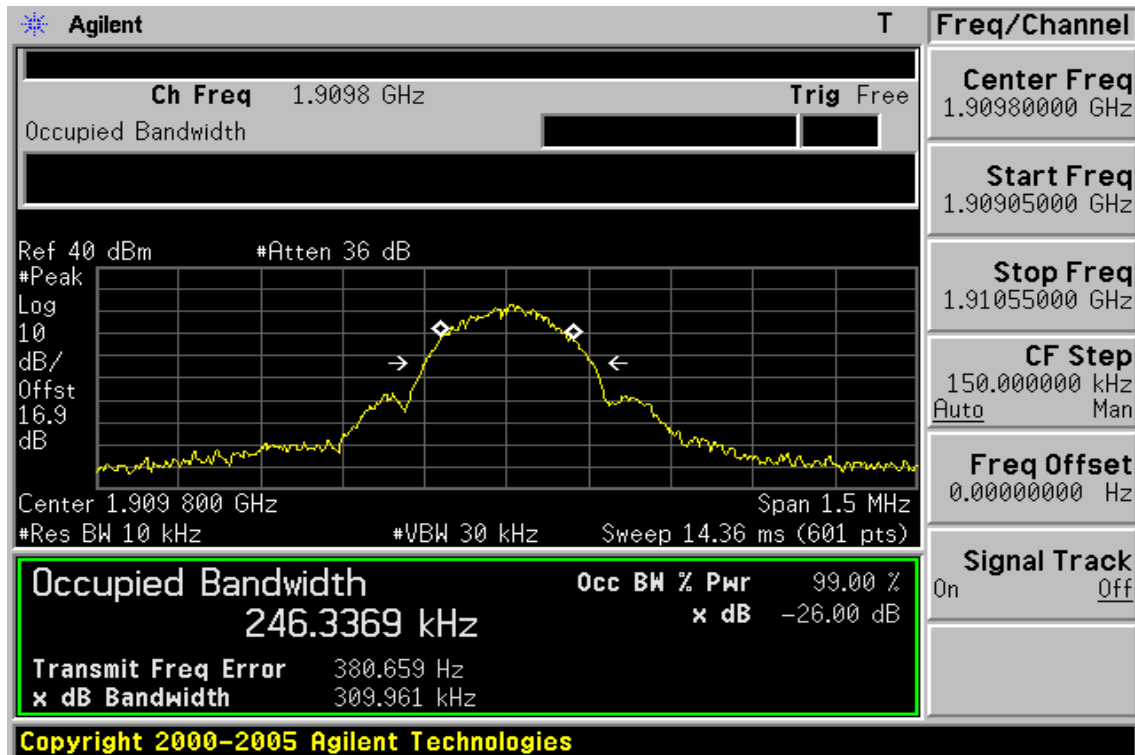 Agilent T Freq/Channel
Ch Freq 1.9098 GHz Trig Free
Occupied Bandwidth
Center Freq
1.90980000 GHz
Start Freq
1.90905000 GHz
Stop Freq
1.91055000 GHz
CF Step
150.000000 kHz
Auto Man
Freq Offset
0.00000000 Hz
Signal Track
On Off
Ref 40 dBm #Atten 36 dB
#Peak
Log
10
dB/
Offst
16.9
dB
Center 1.909 800 GHz Span 1.5 MHz
#Res BW 10 kHz #VBW 30 kHz Sweep 14.36 ms (601 pts)
Occupied Bandwidth Occ BW % Pwr 99.00 %
246.3369 kHz x dB -26.00 dB
Transmit Freq Error 380.659 Hz
x dB Bandwidth 309.961 kHz
Copyright 2000-2005 Agilent Technologies